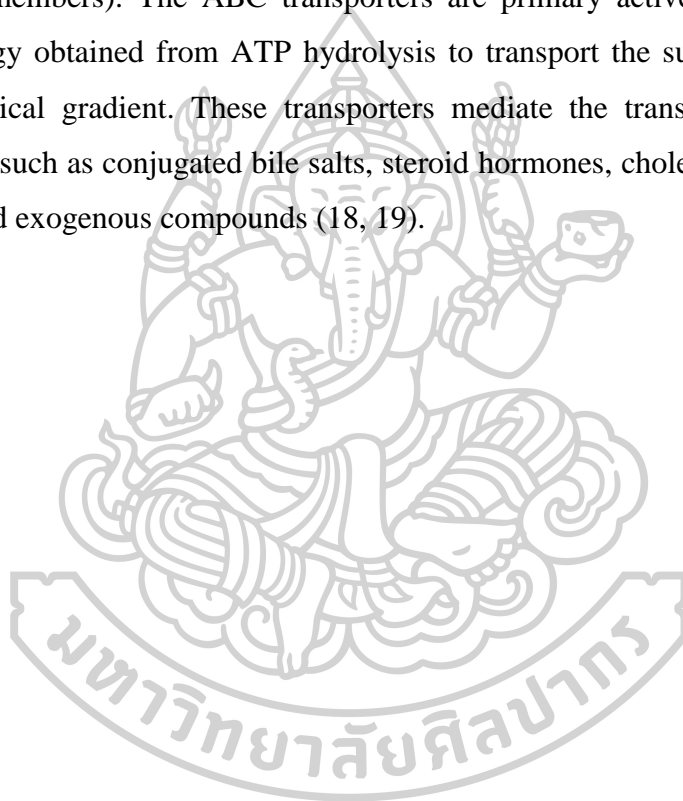 members). The ABC transporters are primary active
gy obtained from ATP hydrolysis to transport the su
ical gradient. These transporters mediate the trans
such as conjugated bile salts, steroid hormones, chole
d exogenous compounds (18, 19).
มหาวิทยาลัยศิลปากร